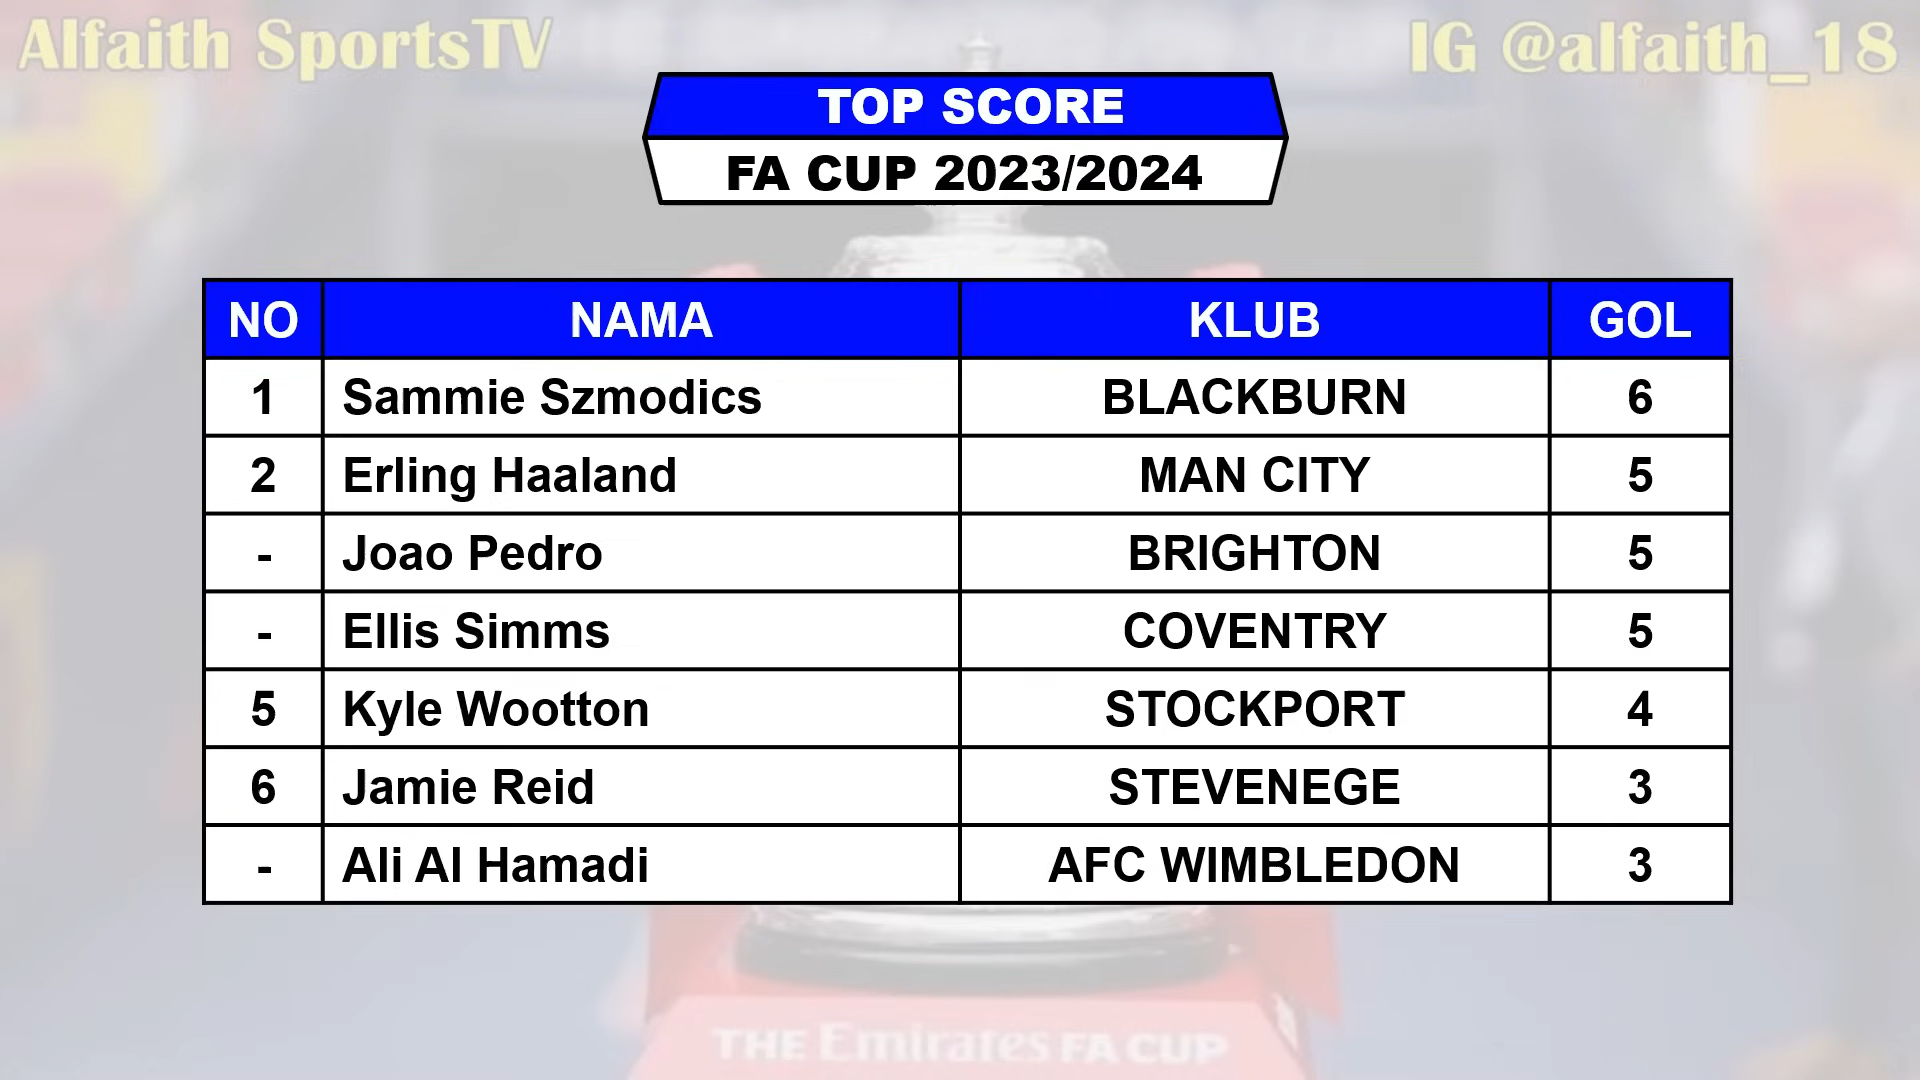 Alfaith SportsTV
IG @alfaith_18
TOP SCORE
FA CUP 2023/2024
NO NAMA KLUB GOL
1 Sammie Szmodics BLACKBURN 6
2 Erling Haaland MAN CITY 5
- Joao Pedro BRIGHTON 5
- Ellis Simms COVENTRY 5
5 Kyle Wootton STOCKPORT 4
6 Jamie Reid STEVENEGE 3
- Ali Al Hamadi AFC WIMBLEDON 3
THE Emirates FA CUP